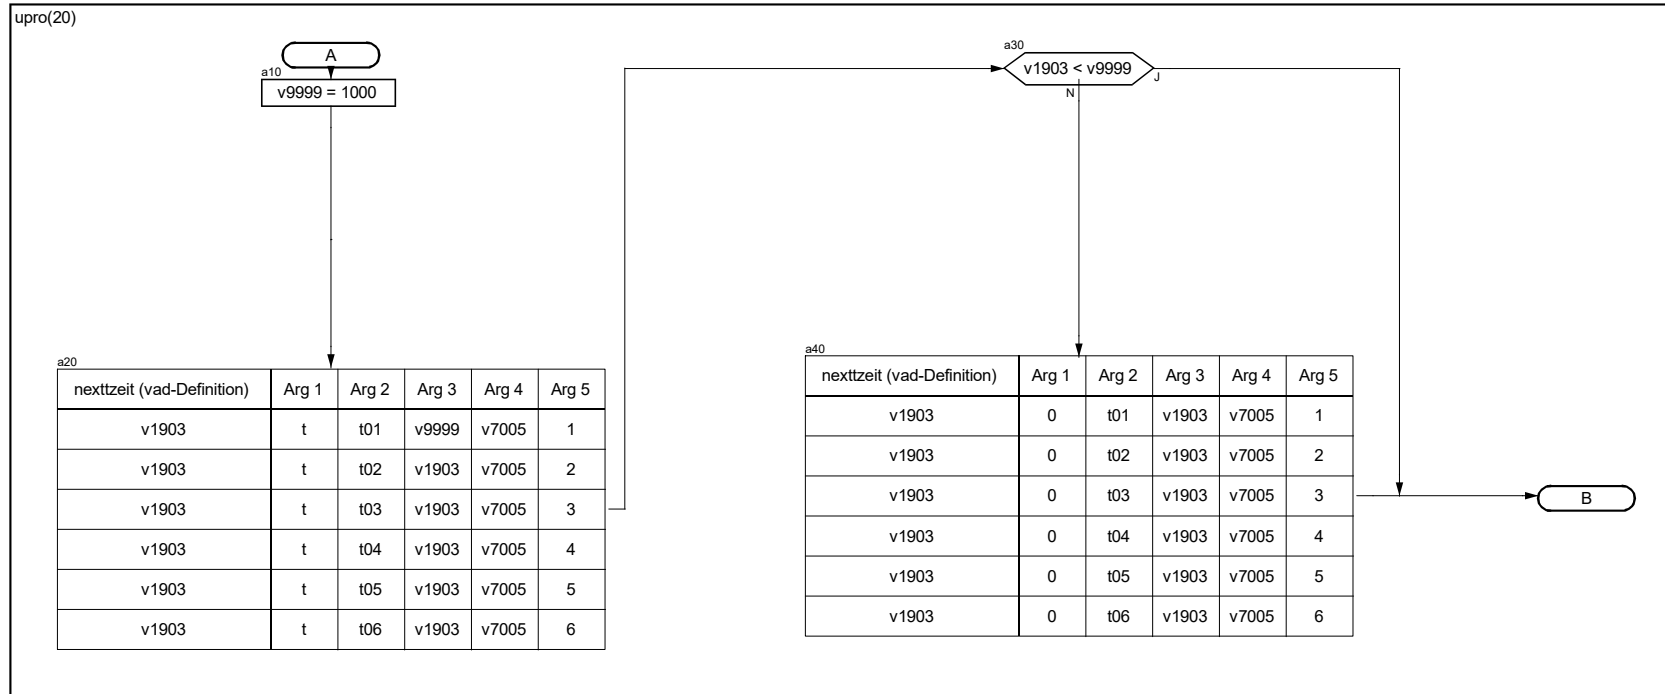 upro(20)
A
a10
v9999 = 1000
a20
nexttzeit (vad-Definition) Arg 1 Arg 2 Arg 3 Arg 4 Arg 5
v1903 t t01 v9999 v7005 1
v1903 t t02 v1903 v7005 2
v1903 t t03 v1903 v7005 3
v1903 t t04 v1903 v7005 4
v1903 t t05 v1903 v7005 5
v1903 t t06 v1903 v7005 6
a30
v1903 < v9999
J
N
a40
nexttzeit (vad-Definition) Arg 1 Arg 2 Arg 3 Arg 4 Arg 5
v1903 0 t01 v1903 v7005 1
v1903 0 t02 v1903 v7005 2
v1903 0 t03 v1903 v7005 3
v1903 0 t04 v1903 v7005 4
v1903 0 t05 v1903 v7005 5
v1903 0 t06 v1903 v7005 6
B